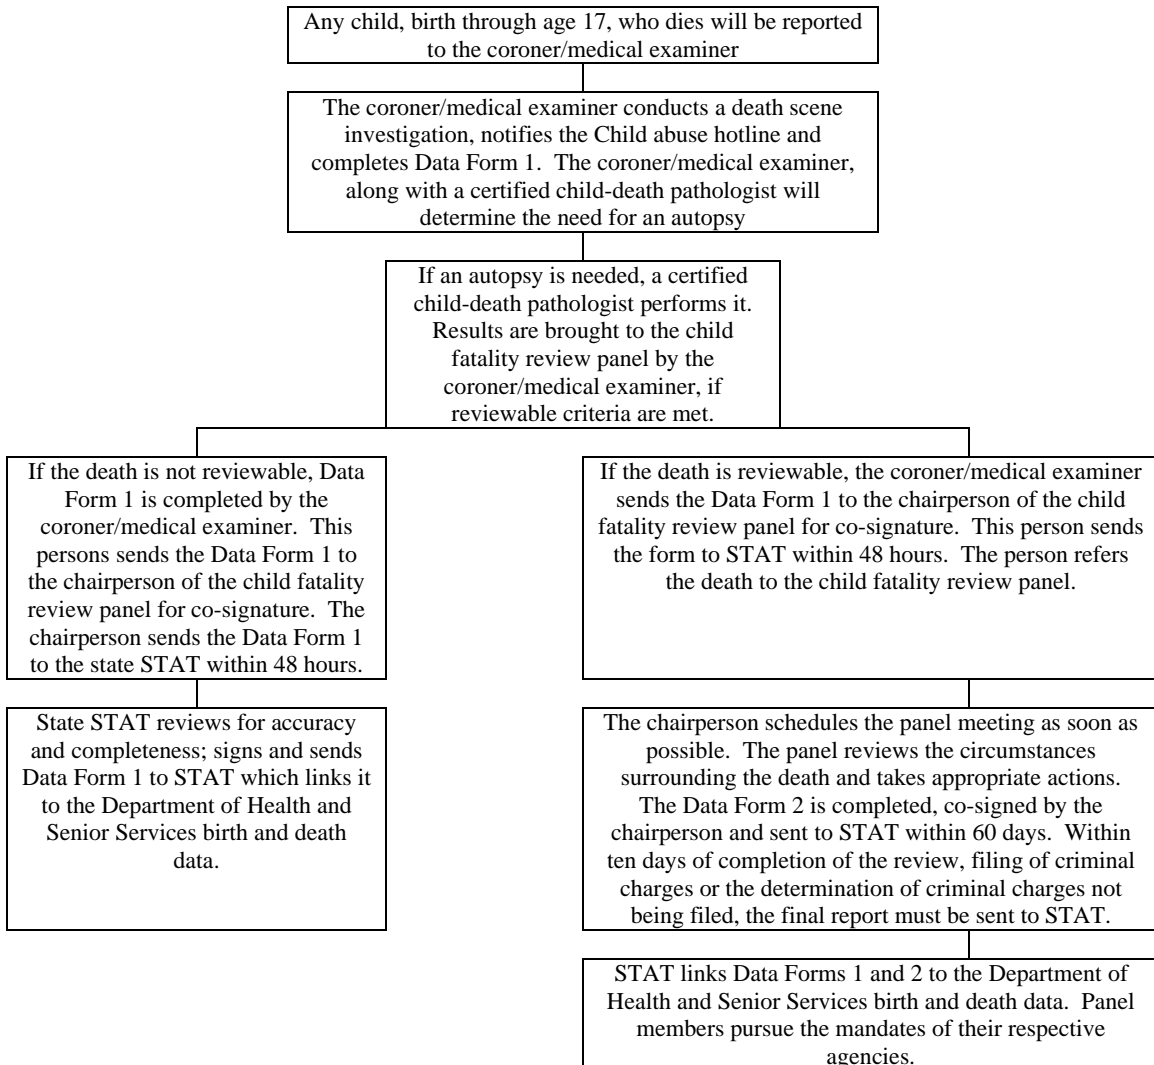 Any child, birth through age 17, who dies will be reported
to the coroner/medical examiner
The coroner/medical examiner conducts a death scene
investigation, notifies the Child abuse hotline and
completes Data Form 1.  The coroner/medical examiner,
along with a certified child-death pathologist will
determine the need for an autopsy
If an autopsy is needed, a certified
child-death pathologist performs it.
Results are brought to the child
fatality review panel by the
coroner/medical examiner, if
reviewable criteria are met.
If the death is not reviewable, Data
Form 1 is completed by the
coroner/medical examiner.  This
persons sends the Data Form 1 to
the chairperson of the child fatality
review panel for co-signature.  The
chairperson sends the Data Form 1
to the state STAT within 48 hours.
If the death is reviewable, the coroner/medical examiner
sends the Data Form 1 to the chairperson of the child
fatality review panel for co-signature.  This person sends
the form to STAT within 48 hours.  The person refers
the death to the child fatality review panel.
State STAT reviews for accuracy
and completeness; signs and sends
Data Form 1 to STAT which links it
to the Department of Health and
Senior Services birth and death
data.
The chairperson schedules the panel meeting as soon as
possible.  The panel reviews the circumstances
surrounding the death and takes appropriate actions.
The Data Form 2 is completed, co-signed by the
chairperson and sent to STAT within 60 days.  Within
ten days of completion of the review, filing of criminal
charges or the determination of criminal charges not
being filed, the final report must be sent to STAT.
STAT links Data Forms 1 and 2 to the Department of
Health and Senior Services birth and death data.  Panel
members pursue the mandates of their respective
agencies.